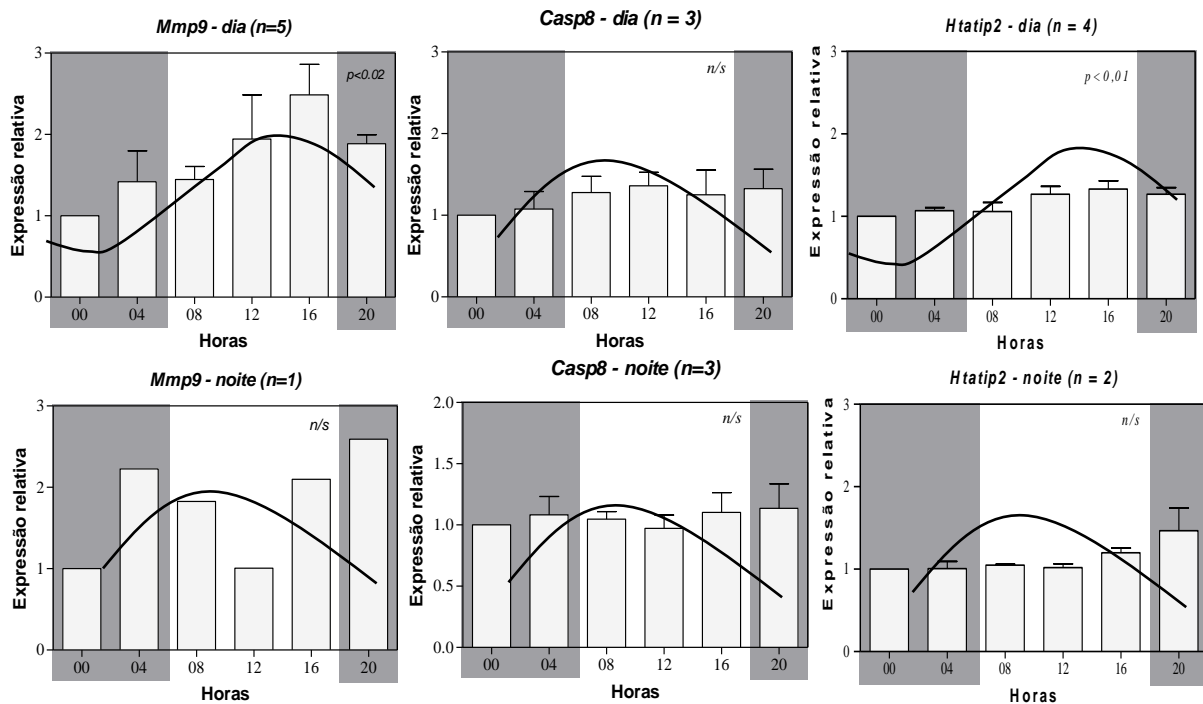 Mmp9 - dia (n=5)
Expressão relativa
3
2
1
0
p<0.02
00 04 08 12 16 20
Horas
Casp8 - dia (n = 3)
Expressão relativa
3
2
1
0
n/s
00 04 08 12 16 20
Horas
Htatip2 - dia (n = 4)
Expressão relativa
3
2
1
0
p<0,01
00 04 08 12 16 20
Horas
Mmp9 - noite (n=1)
Expressão relativa
3
2
1
0
n/s
00 04 08 12 16 20
Horas
Casp8 - noite (n=3)
Expressão relativa
2.0
1.5
1.0
0.5
0.0
n/s
00 04 08 12 16 20
Horas
Htatip2 - noite (n = 2)
Expressão relativa
3
2
1
0
n/s
00 04 08 12 16 20
Horas